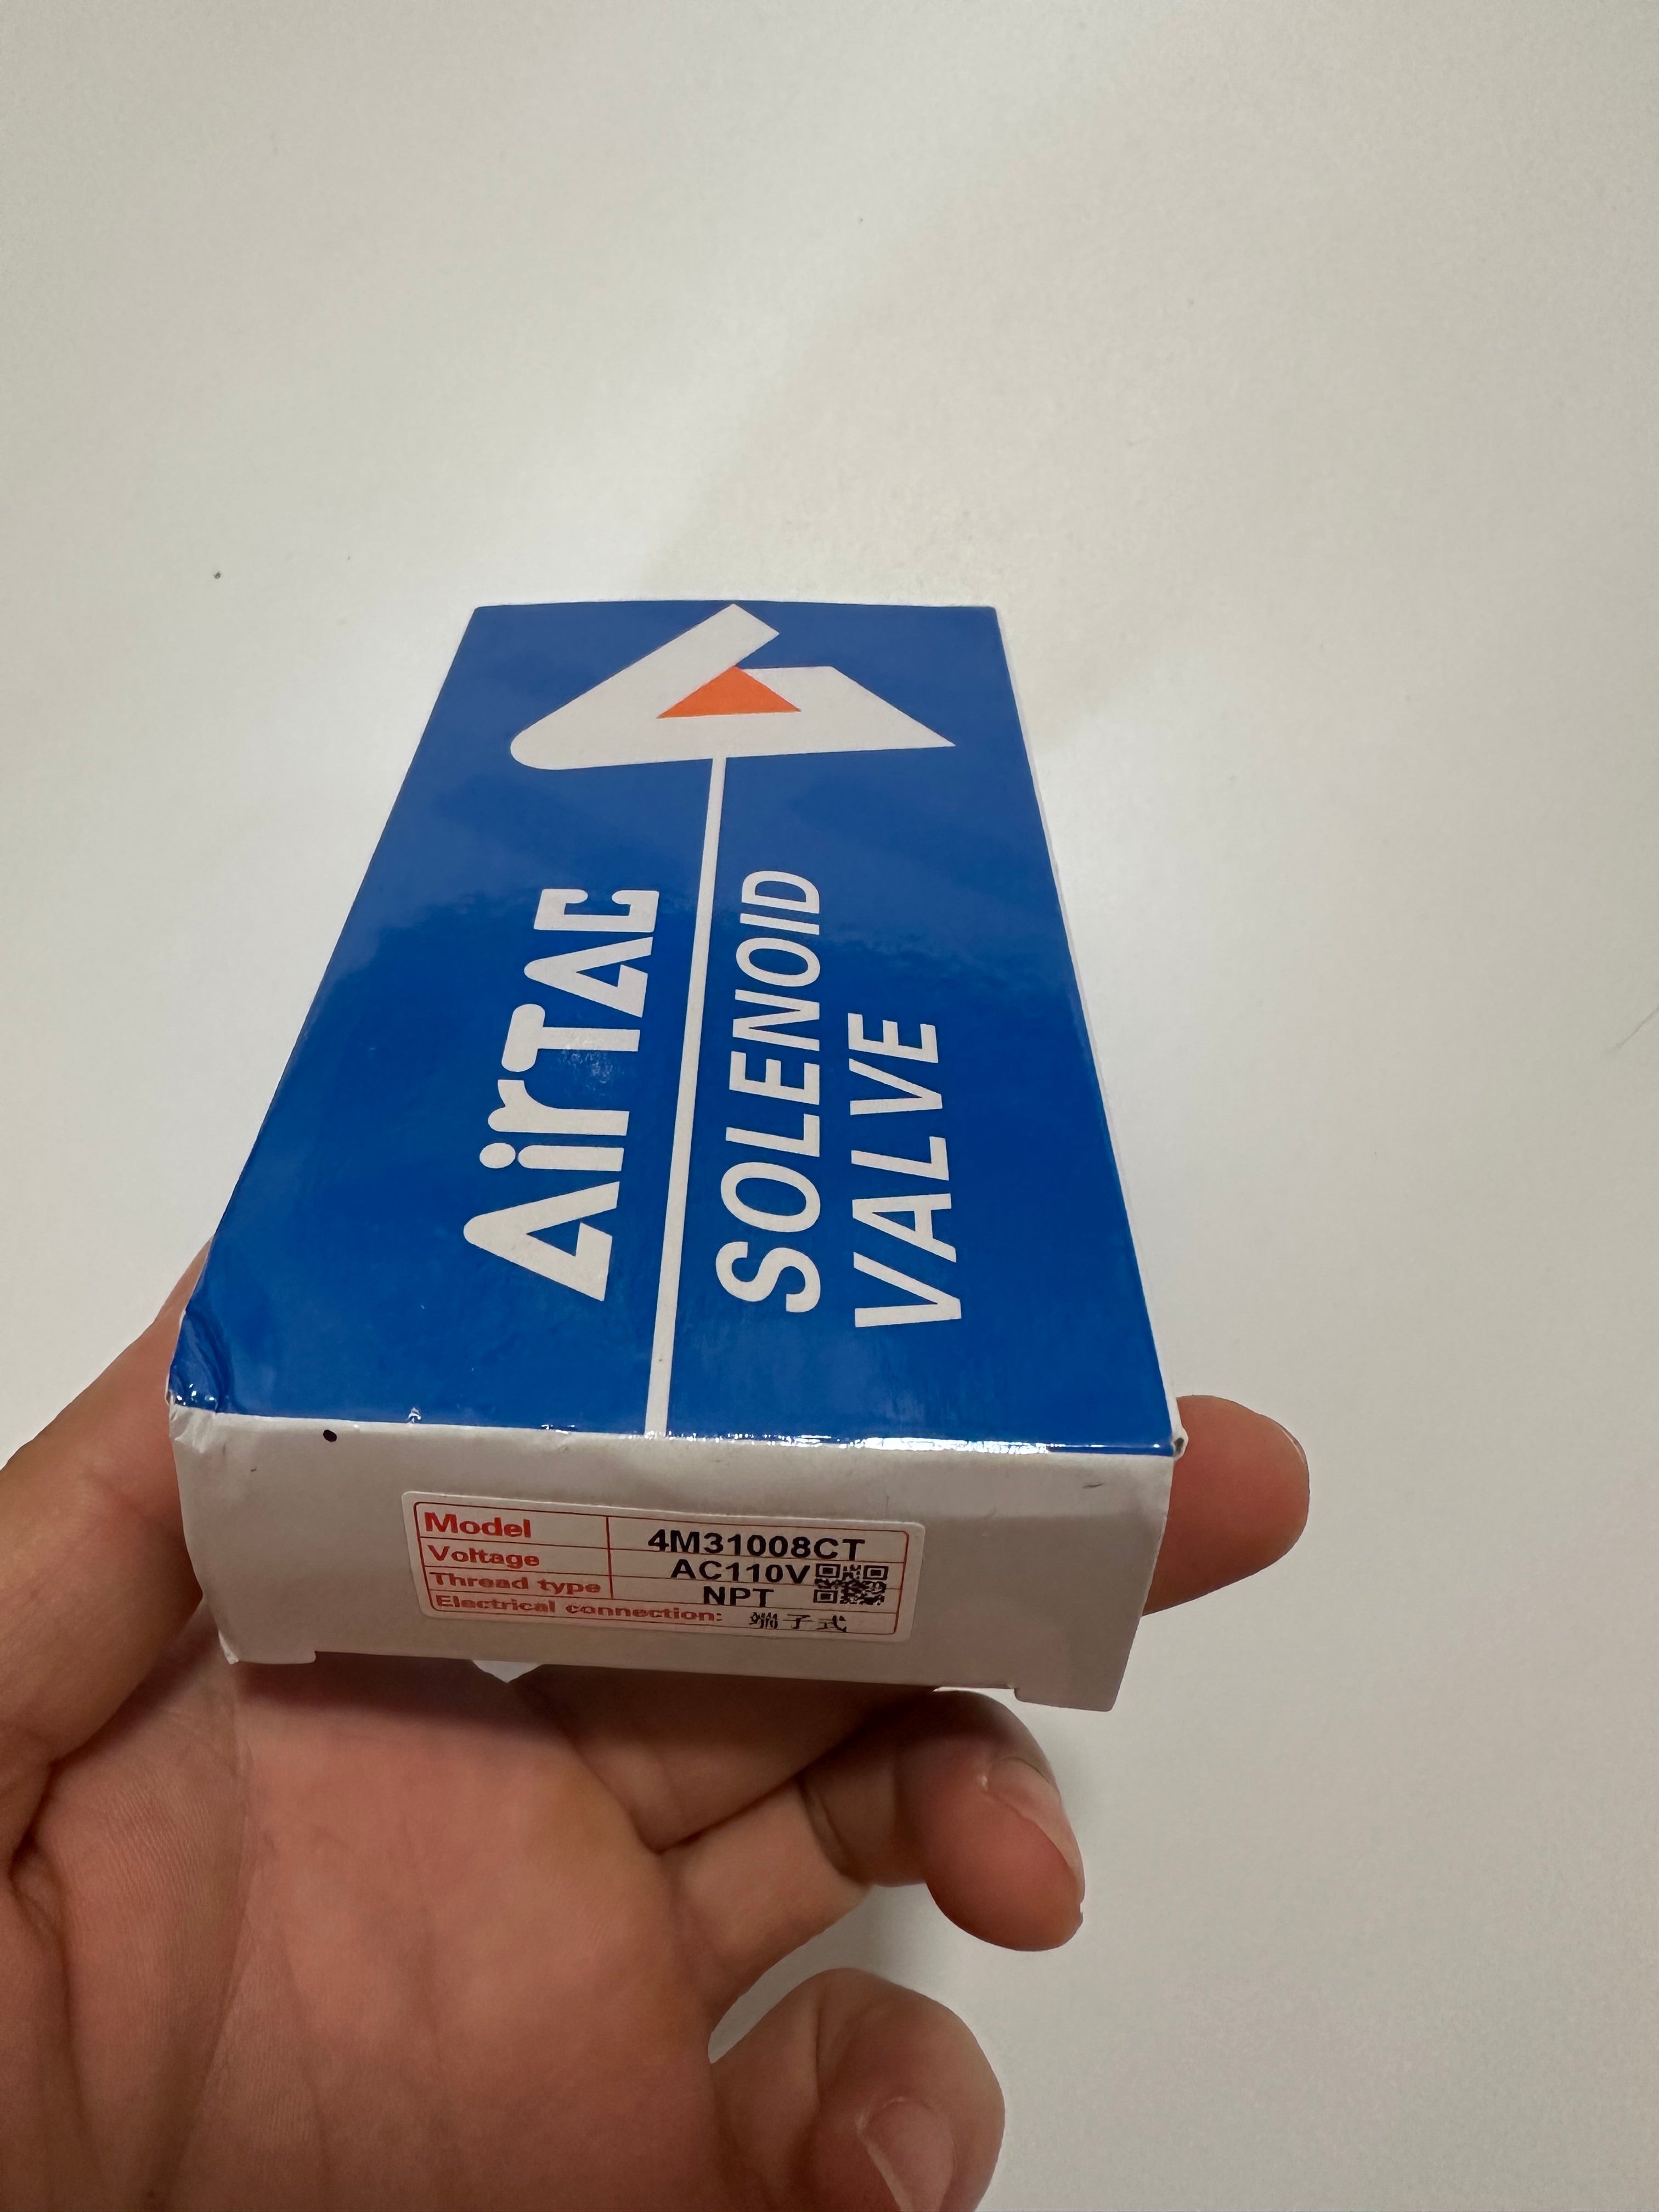 AirTAC
SOLENOID
VALVE
Model 4M31008CT
Voltage AC110V
Thread type NPT
Electrical connection: 端子式